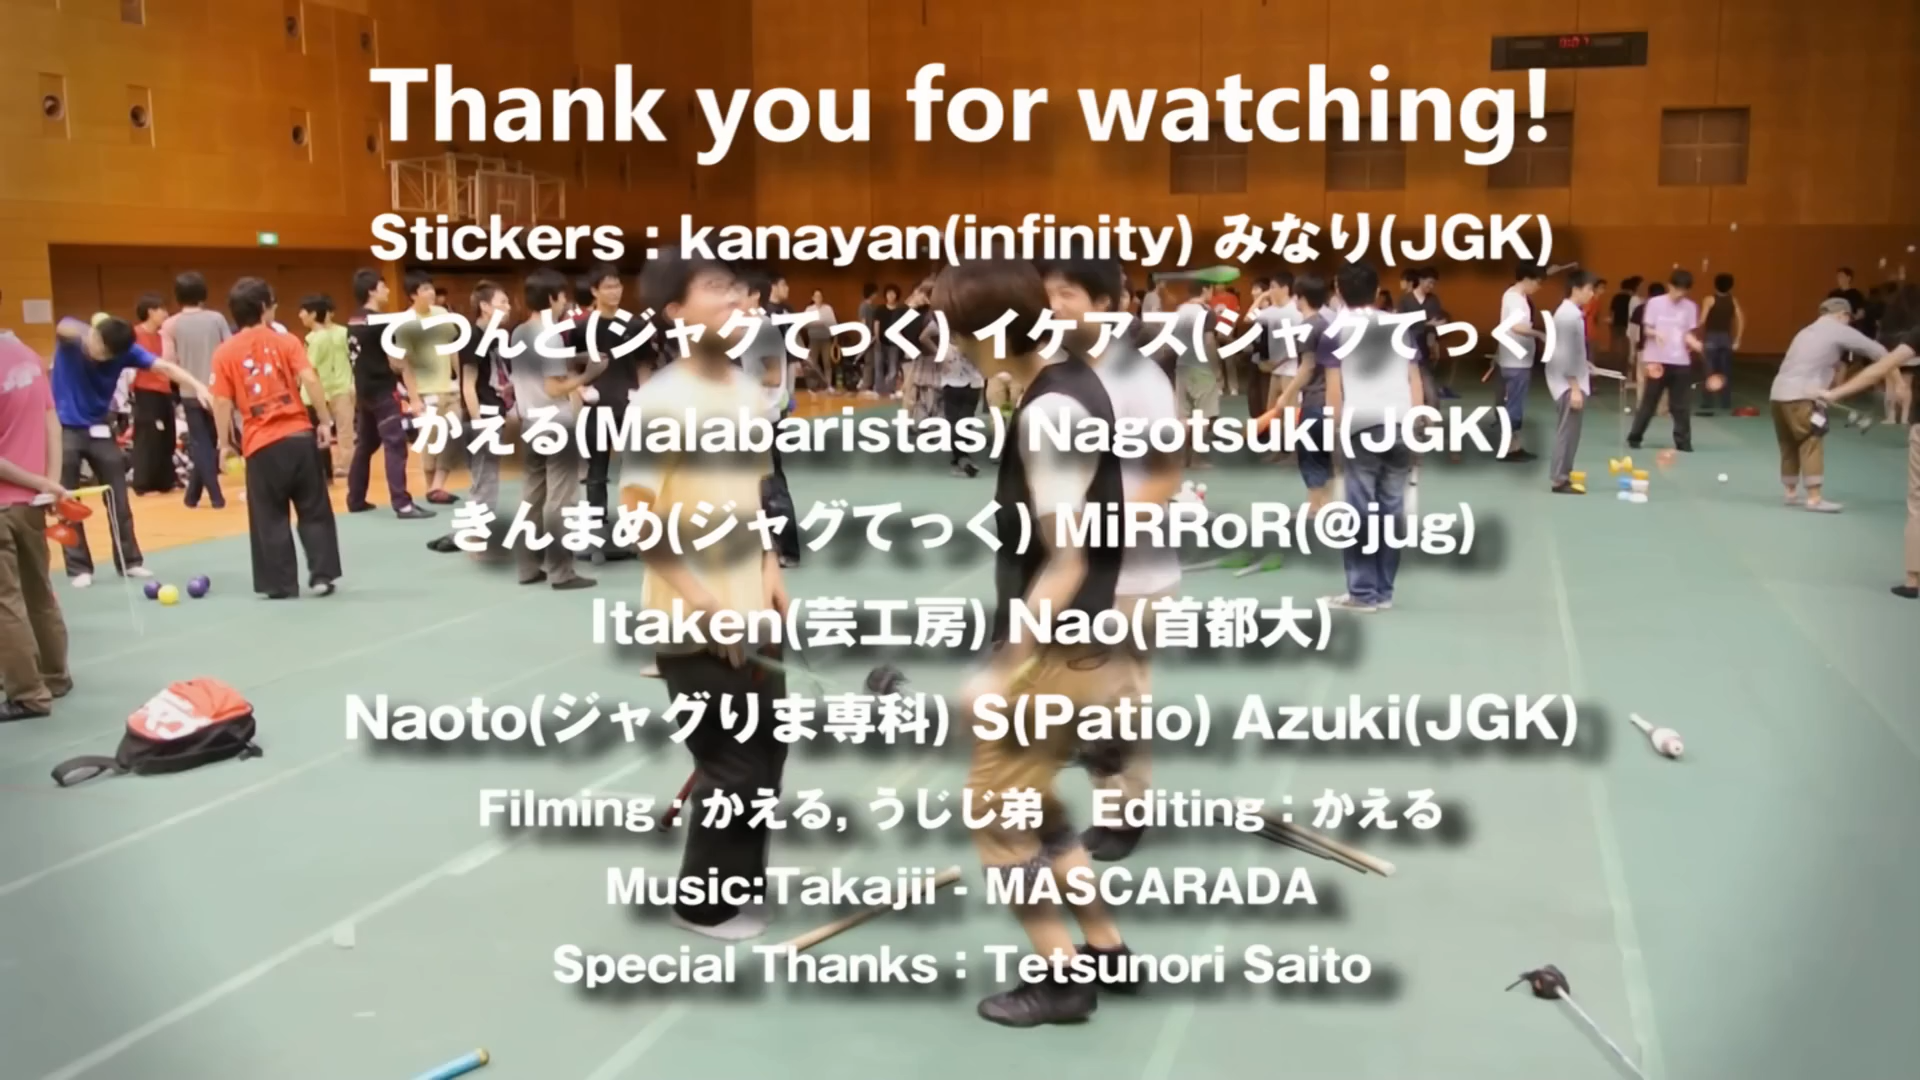 Thank you for watching!
Stickers : kanayan(infinity) みなり(JGK)
てつんど(ジャグてっく) イケアス(ジャグてっく)
かえる(Malabaristas) Nagotsuki(JGK)
きんまめ(ジャグてっく) MiRRoR(@jug)
Itaken(芸工房) Nao(首都大)
Naoto(ジャグりま専科) S(Patio) Azuki(JGK)
Filming : かえる, うじじ弟 Editing : かえる
Music:Takajii - MASCARADA
Special Thanks : Tetsunori Saito